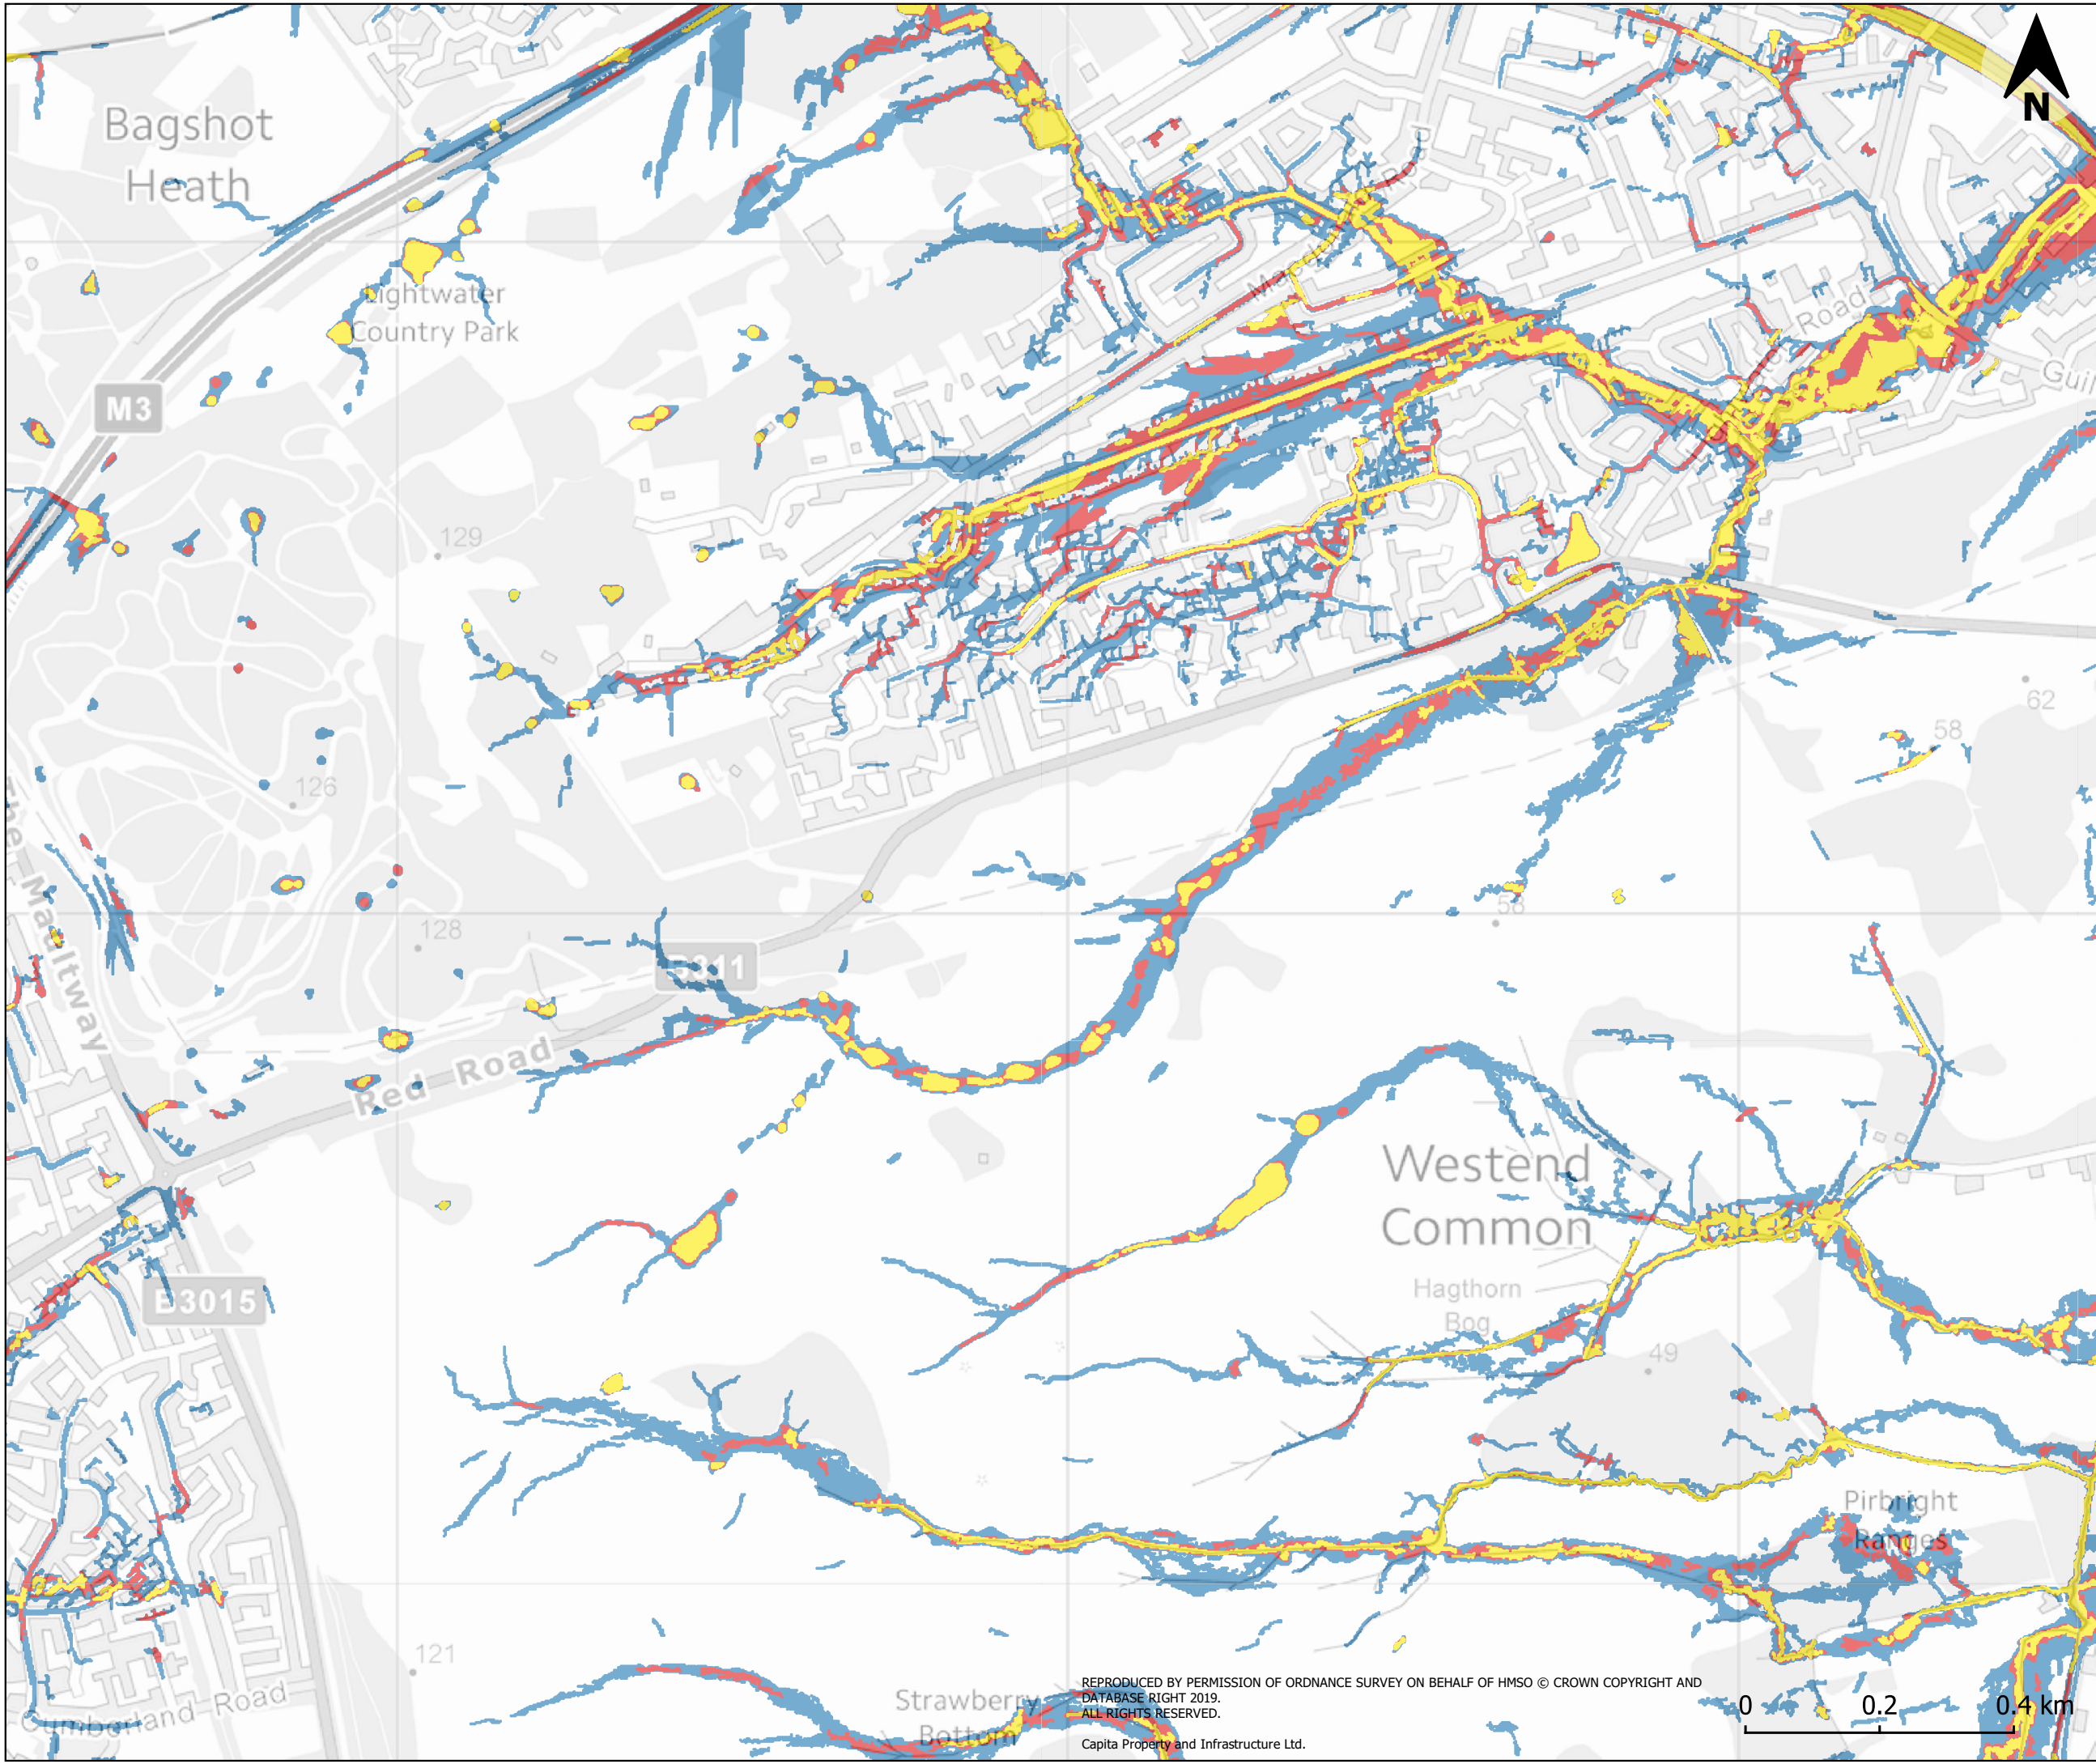 N
Bagshot
Heath
Road
Lightwater
Country Park
Road
M3
129
62
58
126
The Maultway
58
128
B311
Red Road
Westend
Common
Hagthorn
Bog
B3015
49
Pirbright
Ranges
121
Strawberry
Bottom
Cumberland Road
REPRODUCED BY PERMISSION OF ORDNANCE SURVEY ON BEHALF OF HMSO © CROWN COPYRIGHT AND
DATABASE RIGHT 2019.
ALL RIGHTS RESERVED.
Capita Property and Infrastructure Ltd.
0 0.2 0.4 km